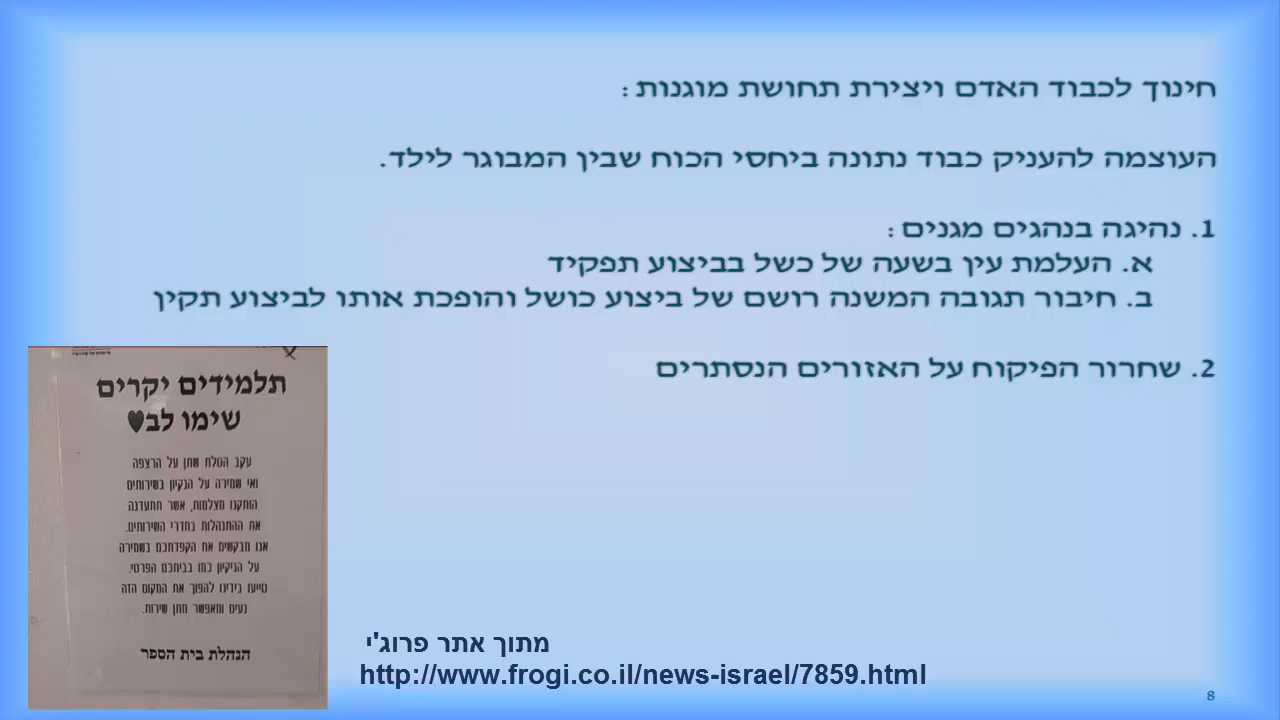 חינוך לכבוד האדם ויצירת תחושת מוגנות :
העוצמה להעניק כבוד נתונה ביחסי הכוח שבין המבוגר לילד.
1. נהיגה בנהגים מגנים :
א. העלמת עין בשעה של כשל בביצוע תפקיד
ב. חיבור תגובה המשנה רושם של ביצוע כושל והופכת אותו לביצוע תקין
2. שחרור הפיקוח על האזורים הנסתרים
תלמידים יקרים
שימו לב♥
עקב הטלת שתן על הרצפה
ואי שמירה על הנקיון בשירותים
הותקנו מצלמות, אשר תתעדנה
את ההתנהלות בחדרי השירותים.
אנו מבקשים את הקפדתכם בשמירה
על הניקיון כמו בביתכם הפרטי.
סייעו בידינו להפוך את המקום הזה
נעים ומאפשר מתן שירות.
הנהלת בית הספר
מתוך אתר פרוג'י
http://www.frogi.co.il/news-israel/7859.html
8